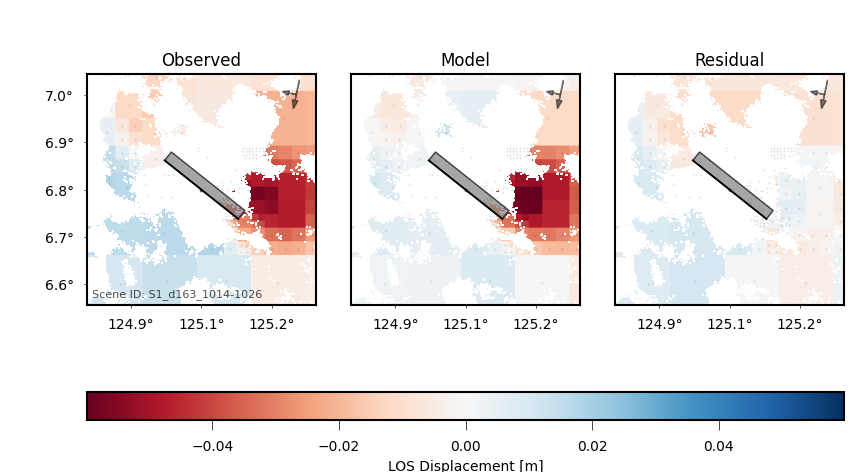 Observed Model Residual
7.0°
6.9°
6.8°
6.7°
6.6°
Scene ID: S1_d163_1014-1026
124.9° 125.1° 125.2° 124.9° 125.1° 125.2° 124.9° 125.1° 125.2°
−0.04 −0.02 0.00 0.02 0.04
LOS Displacement [m]